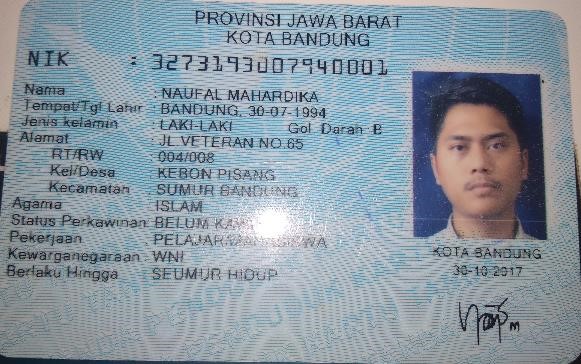 PROVINSI JAWA BARAT
KOTA BANDUNG
NIK : 3273193007940001
Nama : NAUFAL MAHARDIKA
Tempat/Tgl Lahir : BANDUNG, 30-07-1994
Jenis kelamin : LAKI-LAKI Gol. Darah B
Alamat : JL VETERAN NO.65
RT/RW : 004/008
Kel/Desa : KEBON PISANG
Kecamatan : SUMUR BANDUNG
Agama : ISLAM
Status Perkawinan: BELUM
Pekerjaan : PELAJAR/MAHASISWA
Kewarganegaraan: WNI
Berlaku Hingga : SEUMUR HIDUP
KOTA BANDUNG
30-10-2017